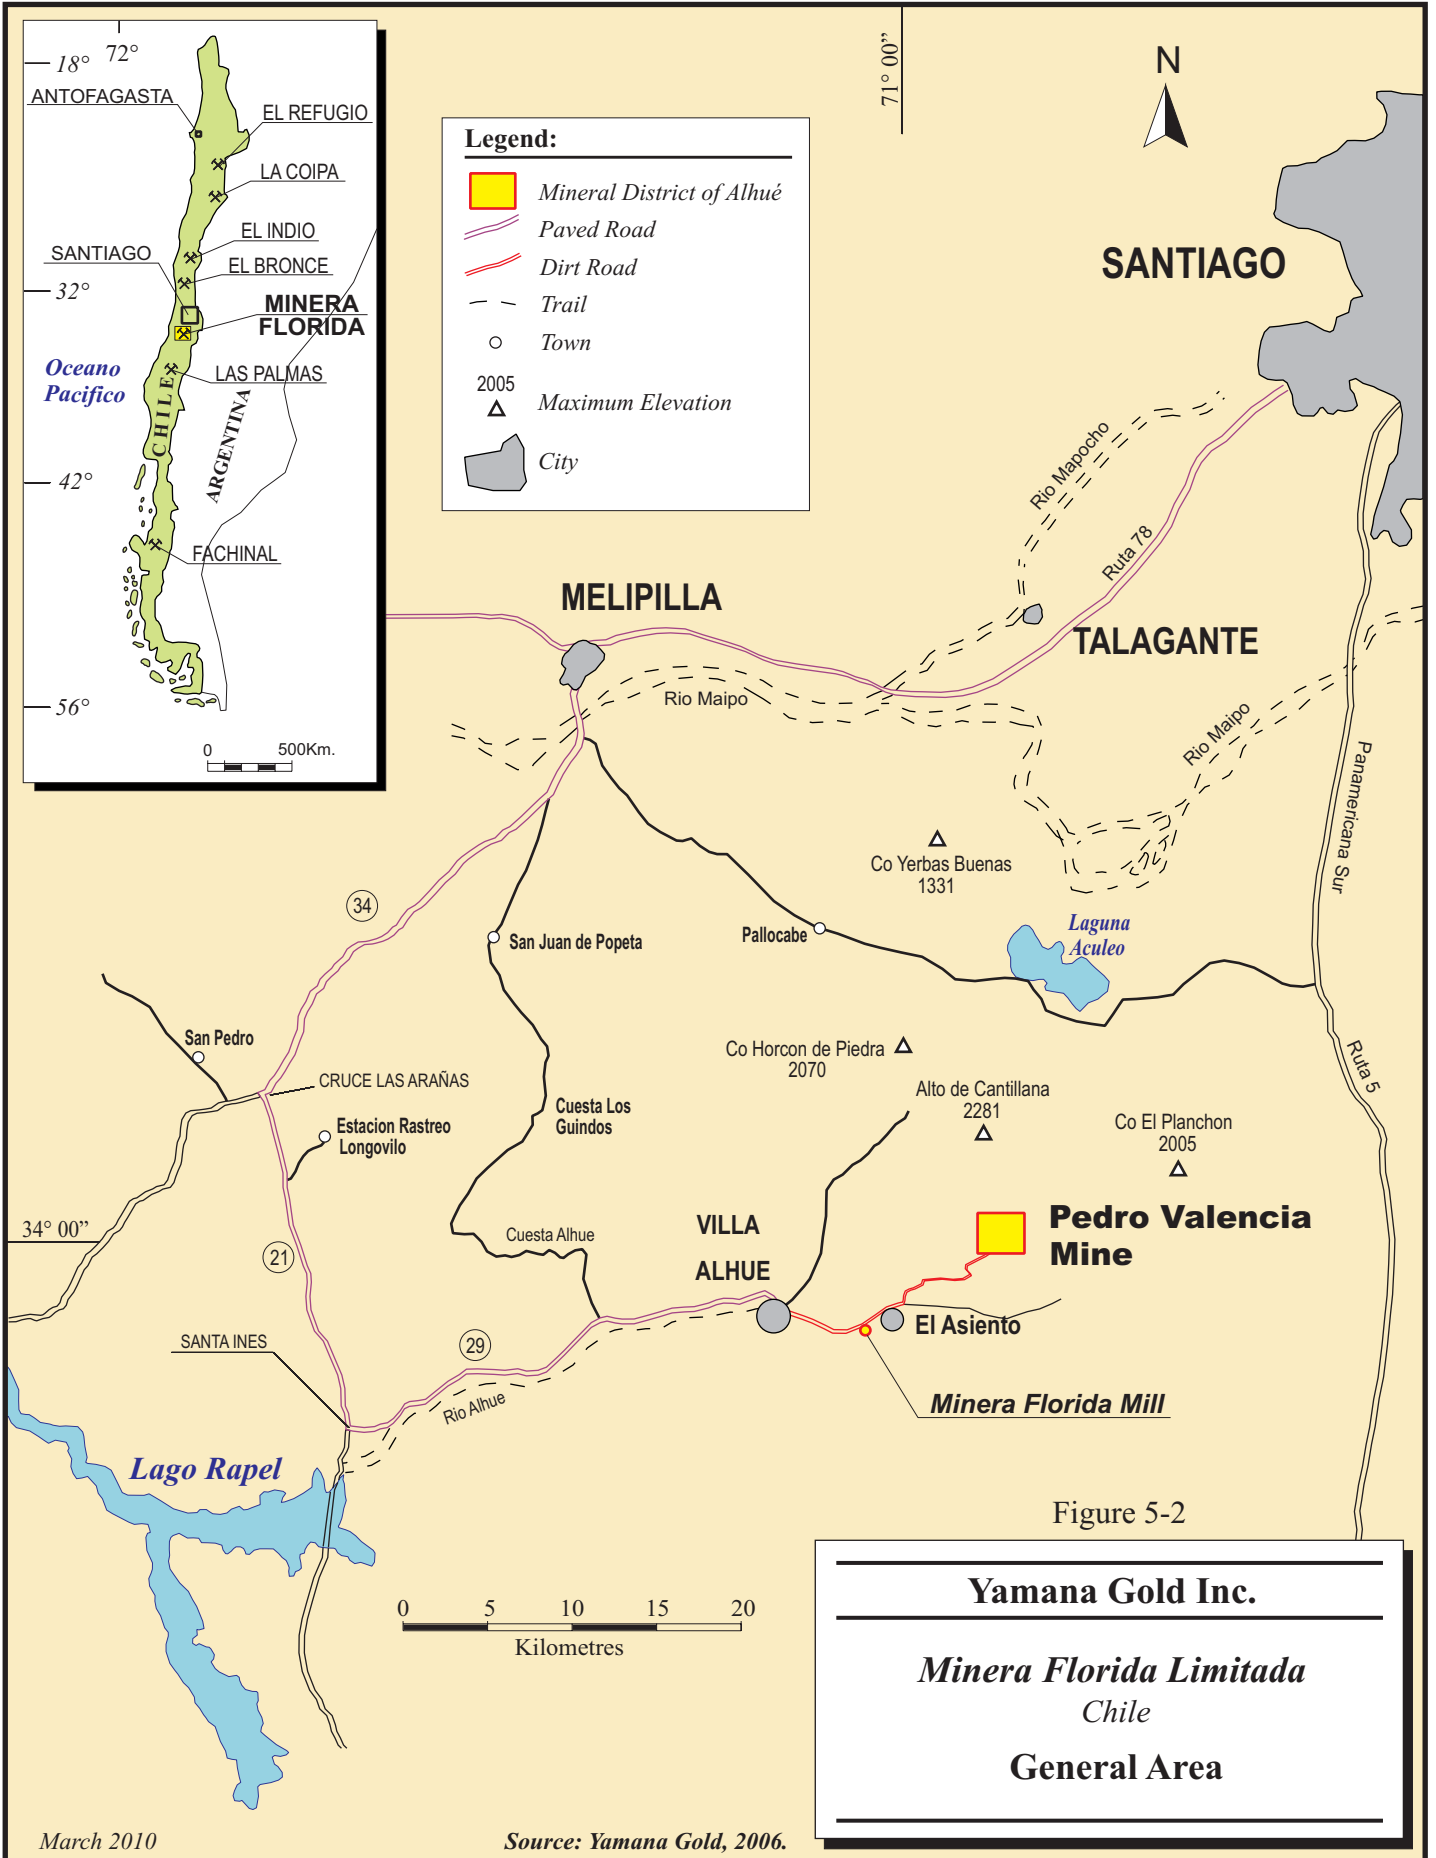 72°
18°
ANTOFAGASTA
EL REFUGIO
LA COIPA
EL INDIO
SANTIAGO
EL BRONCE
32°
MINERA
FLORIDA
Oceano
Pacifico
LAS PALMAS
CHILE
ARGENTINA
42°
FACHINAL
56°
0 500Km.
Legend:
Mineral District of Alhué
Paved Road
Dirt Road
Trail
Town
2005
Maximum Elevation
City
71° 00”
N
SANTIAGO
Rio Mapocho
Ruta 78
MELIPILLA
TALAGANTE
Rio Maipo
Rio Maipo
Panamericana Sur
Co Yerbas Buenas
1331
34
San Juan de Popeta
Pallocabe
Laguna
Aculeo
San Pedro
Co Horcon de Piedra
2070
Ruta 5
CRUCE LAS ARAÑAS
Alto de Cantillana
2281
Cuesta Los
Guindos
Estacion Rastreo
Longovilo
Co El Planchon
2005
34° 00”
21
Cuesta Alhue
VILLA
ALHUE
Pedro Valencia
Mine
El Asiento
SANTA INES
29
Rio Alhue
Minera Florida Mill
Lago Rapel
Figure 5-2
0 5 10 15 20
Kilometres
Yamana Gold Inc.
Minera Florida Limitada
Chile
General Area
March 2010
Source: Yamana Gold, 2006.